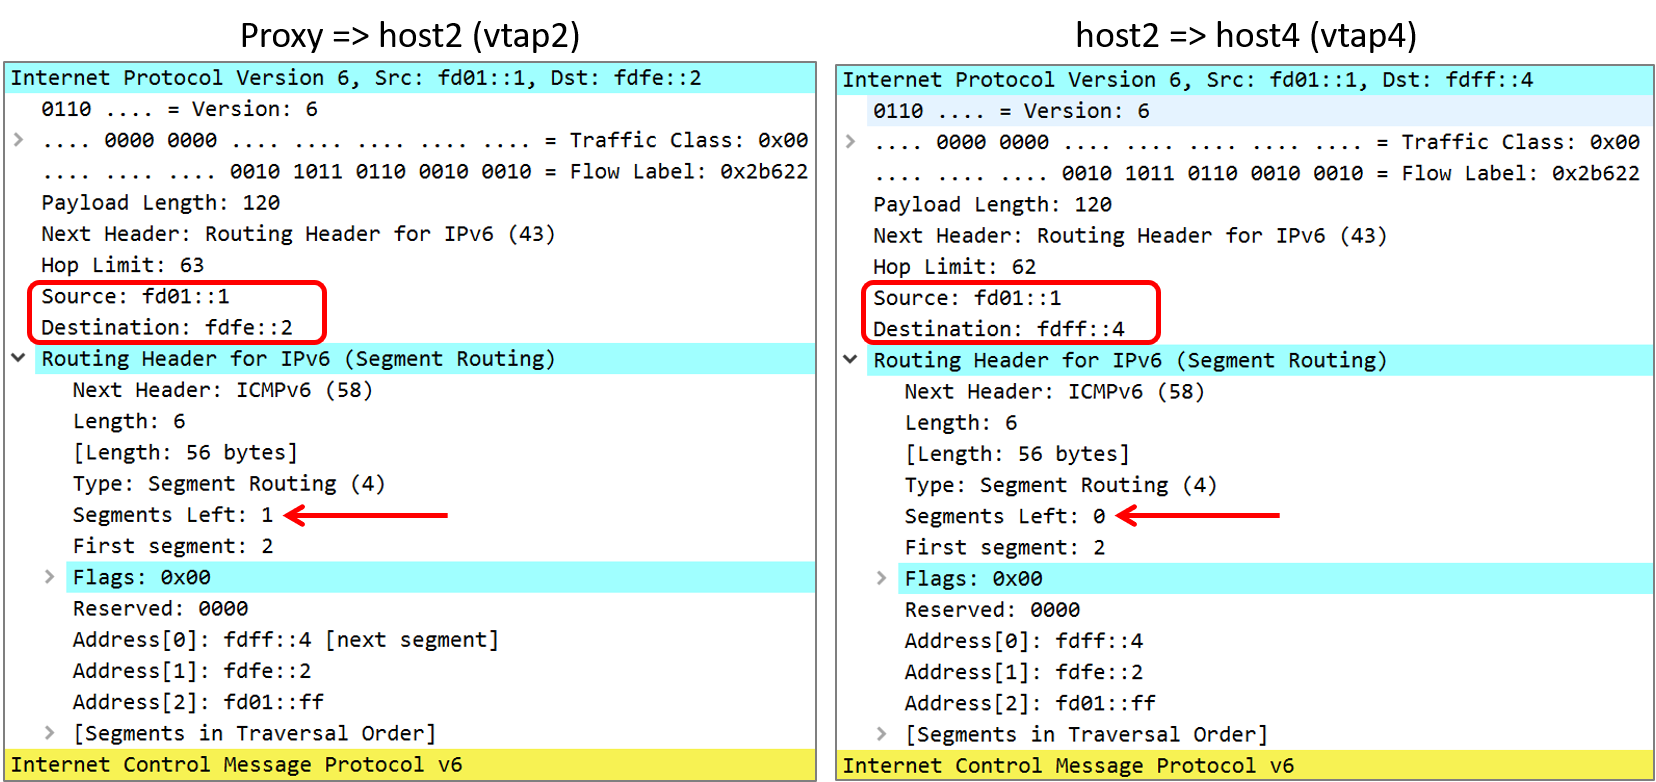 Proxy => host2 (vtap2)
Internet Protocol Version 6, Src: fd01::1, Dst: fdfe::2
0110 .... = Version: 6
.... 0000 0000 .... .... .... .... .... = Traffic Class: 0x00
.... .... .... 0010 1011 0110 0010 0010 = Flow Label: 0x2b622
Payload Length: 120
Next Header: Routing Header for IPv6 (43)
Hop Limit: 63
Source: fd01::1
Destination: fdfe::2
Routing Header for IPv6 (Segment Routing)
Next Header: ICMPv6 (58)
Length: 6
[Length: 56 bytes]
Type: Segment Routing (4)
Segments Left: 1
First segment: 2
Flags: 0x00
Reserved: 0000
Address[0]: fdff::4 [next segment]
Address[1]: fdfe::2
Address[2]: fd01::ff
[Segments in Traversal Order]
Internet Control Message Protocol v6
host2 => host4 (vtap4)
Internet Protocol Version 6, Src: fd01::1, Dst: fdff::4
0110 .... = Version: 6
.... 0000 0000 .... .... .... .... .... = Traffic Class: 0x00
.... .... .... 0010 1011 0110 0010 0010 = Flow Label: 0x2b622
Payload Length: 120
Next Header: Routing Header for IPv6 (43)
Hop Limit: 62
Source: fd01::1
Destination: fdff::4
Routing Header for IPv6 (Segment Routing)
Next Header: ICMPv6 (58)
Length: 6
[Length: 56 bytes]
Type: Segment Routing (4)
Segments Left: 0
First segment: 2
Flags: 0x00
Reserved: 0000
Address[0]: fdff::4
Address[1]: fdfe::2
Address[2]: fd01::ff
[Segments in Traversal Order]
Internet Control Message Protocol v6